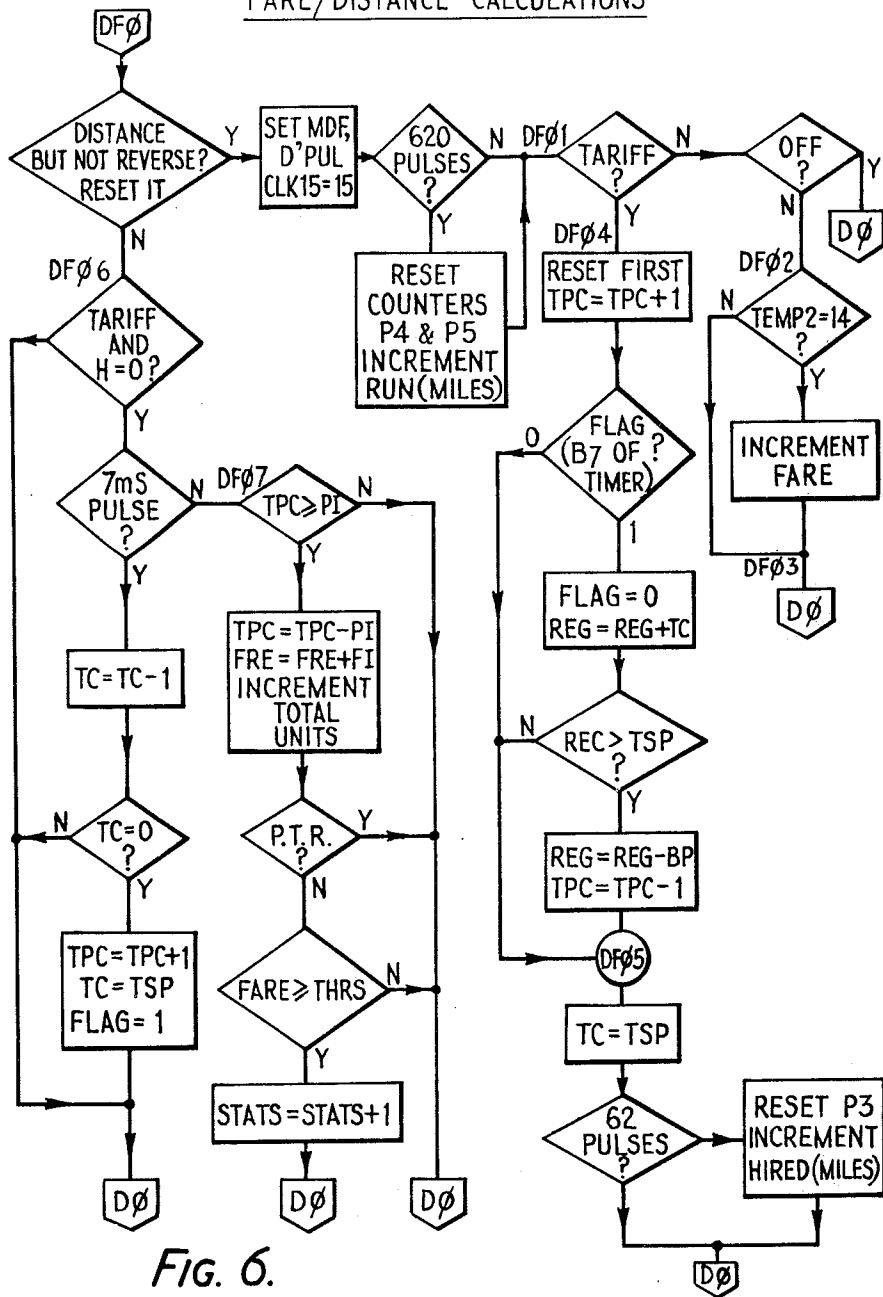 FARE/DISTANCE CALCULATIONS
DFØ
DISTANCE
BUT NOT REVERSE?
RESET IT
Y
N
SET MDF,
D'PUL
CLK15=15
620
PULSES
?
N
Y
RESET
COUNTERS
P4 & P5
INCREMENT
RUN(MILES)
DFØ1
TARIFF
?
N
Y
OFF
?
Y
N
DØ
DFØ2
TEMP2=14
?
N
Y
INCREMENT
FARE
DFØ3
DØ
DFØ4
RESET FIRST
TPC=TPC+1
FLAG
(B7 OF ?
TIMER)
0
1
FLAG=0
REG=REG+TC
REC>TSP
?
N
Y
REG=REG-BP
TPC=TPC-1
DFØ5
TC=TSP
62
PULSES
?
RESET P3
INCREMENT
HIRED(MILES)
DØ
DFØ6
TARIFF
AND
H=0?
Y
7mS
PULSE
?
N
Y
TC=TC-1
TC=0
?
N
Y
TPC=TPC+1
TC=TSP
FLAG=1
DØ
DFØ7
TPC⩾PI
N
Y
TPC=TPC-PI
FRE=FRE+FI
INCREMENT
TOTAL
UNITS
P.T.R.
?
Y
N
FARE⩾THRS
N
Y
STATS=STATS+1
DØ
DØ
FIG. 6.